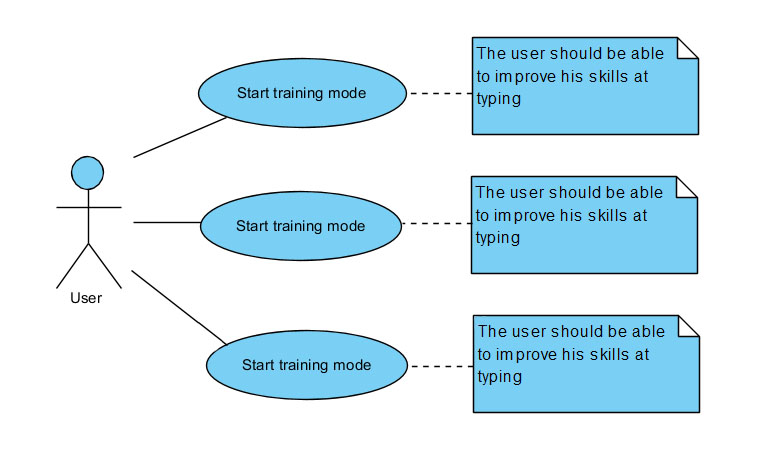 The user should be able
to improve his skills at
typing
Start training mode
The user should be able
to improve his skills at
typing
Start training mode
User
The user should be able
to improve his skills at
typing
Start training mode